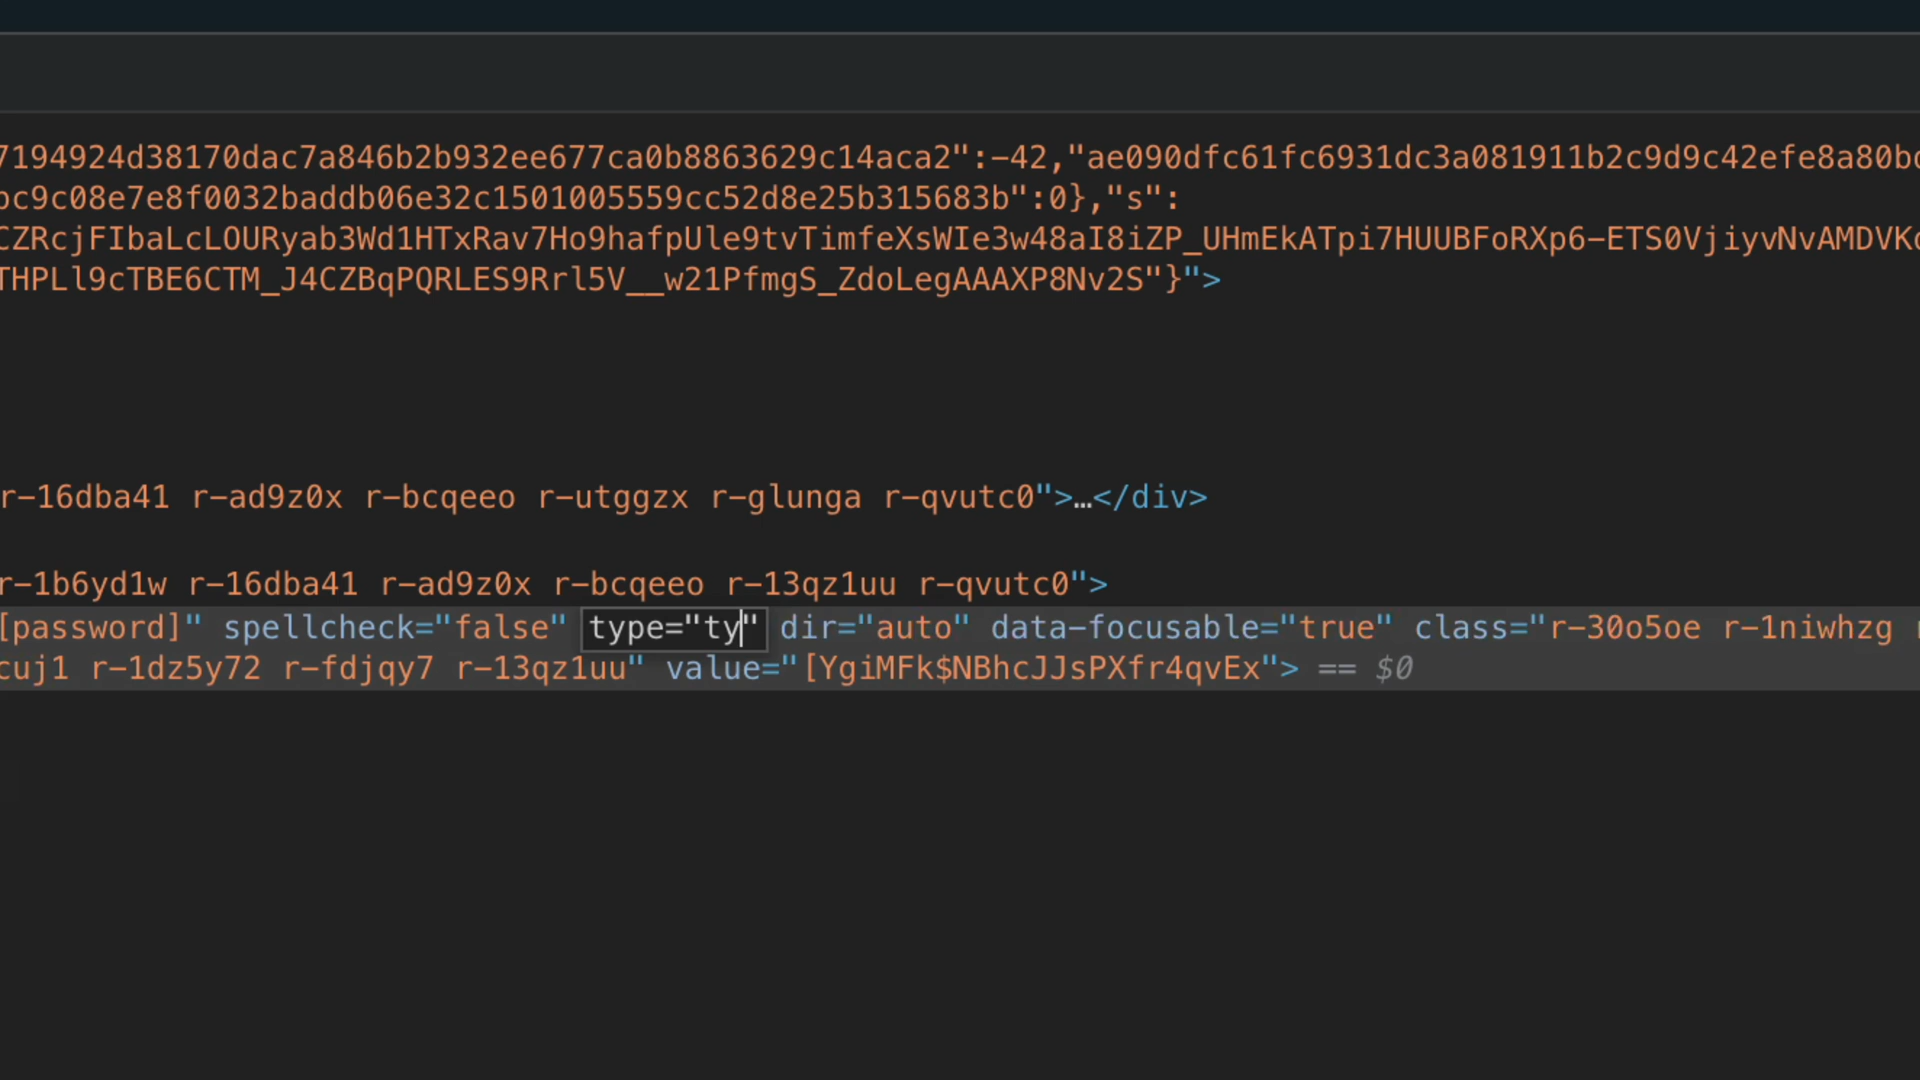 7194924d38170dac7a846b2b932ee677ca0b8863629c14aca2":-42,"ae090dfc61fc6931dc3a081911b2c9d9c42efe8a80b
c9c08e7e8f0032baddb06e32c1501005559cc52d8e25b315683b":0},"s":
CZRcjFIbaLcLOURyab3Wd1HTxRav7Ho9hafpUle9tvTimfeXsWIe3w48aI8iZP_UHmEkATpi7HUUBFoRXp6-ETS0VjiyvNvAMDVK
THPLl9cTBE6CTM_J4CZBqPQRLES9Rrl5V__w21PfmgS_ZdoLegAAAXP8Nv2S"}">
r-16dba41 r-ad9z0x r-bcqeeo r-utggzx r-glunga r-qvutc0">…</div>
r-1b6yd1w r-16dba41 r-ad9z0x r-bcqeeo r-13qz1uu r-qvutc0">
[password]" spellcheck="false" type="ty" dir="auto" data-focusable="true" class="r-30o5oe r-1niwhzg
cuj1 r-1dz5y72 r-fdjqy7 r-13qz1uu" value="[YgiMFk$NBhcJJsPXfr4qvEx"> == $0